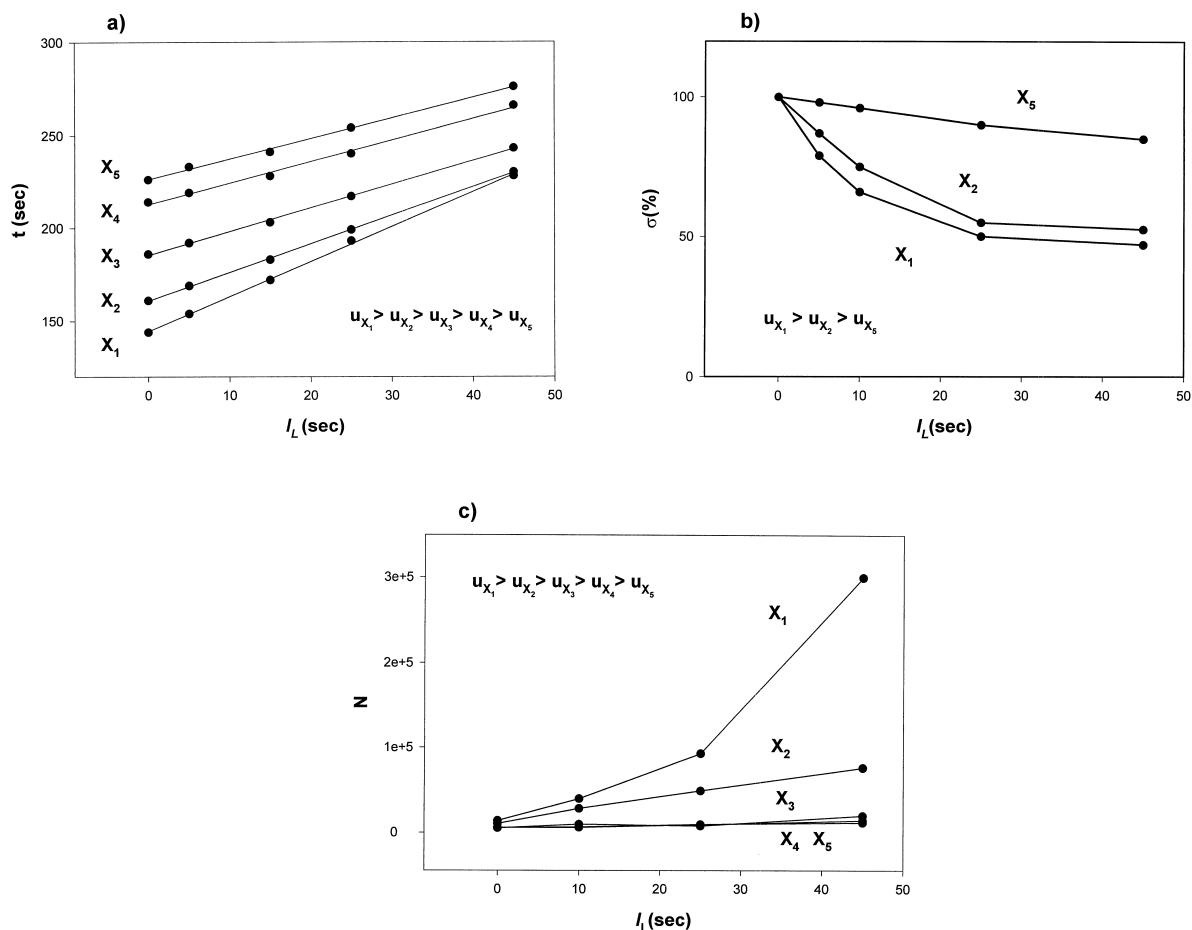 a)
300
250
200
150
t (sec)
X₅
X₄
X₃
X₂
X₁
uX₁> uX₂> uX₃> uX₄> uX₅
0 10 20 30 40 50
lL (sec)
b)
100
50
0
σ(%)
X₅
X₂
X₁
uX₁> uX₂> uX₅
0 10 20 30 40 50
lL(sec)
c)
3e+5
2e+5
1e+5
0
N
uX₁> uX₂> uX₃> uX₄> uX₅
X₁
X₂
X₃
X₄ X₅
0 10 20 30 40 50
lL(sec)